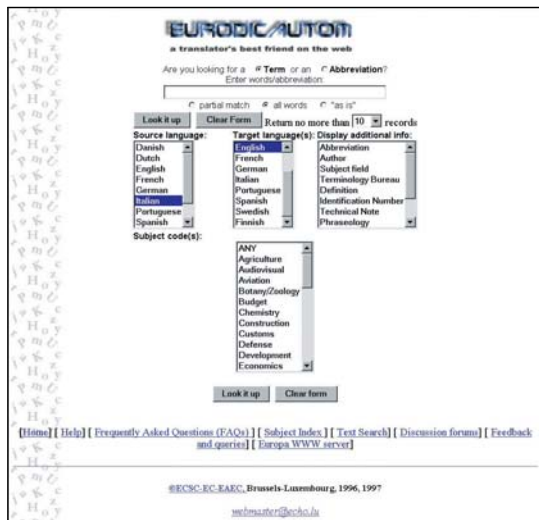 EURODICAUTOM
a translator's best friend on the web
Are you looking for a Term or an Abbreviation?
Enter words/abbreviation:
partial match all words "as is"
Look it up Clear Form Return no more than 10 records
Source language: Target language(s): Display additional info:
Danish English Abbreviation
Dutch French Author
English German Subject field
French Italian Terminology Bureau
German Portuguese Definition
Italian Spanish Identification Number
Portuguese Swedish Technical Note
Spanish Finnish Phraseology
Subject code(s):
ANY
Agriculture
Audiovisual
Aviation
Botany/Zoology
Budget
Chemistry
Construction
Customs
Defense
Development
Economics
Look it up Clear form
[Home] [ Help] [ Frequently Asked Questions (FAQs) ] [ Subject Index ] [ Text Search] [ Discussion forums] [ Feedback
and queries] [ Europa WWW server]
©ECSC-EC-EAEC, Brussels-Luxembourg, 1996, 1997
webmaster@echo.lu